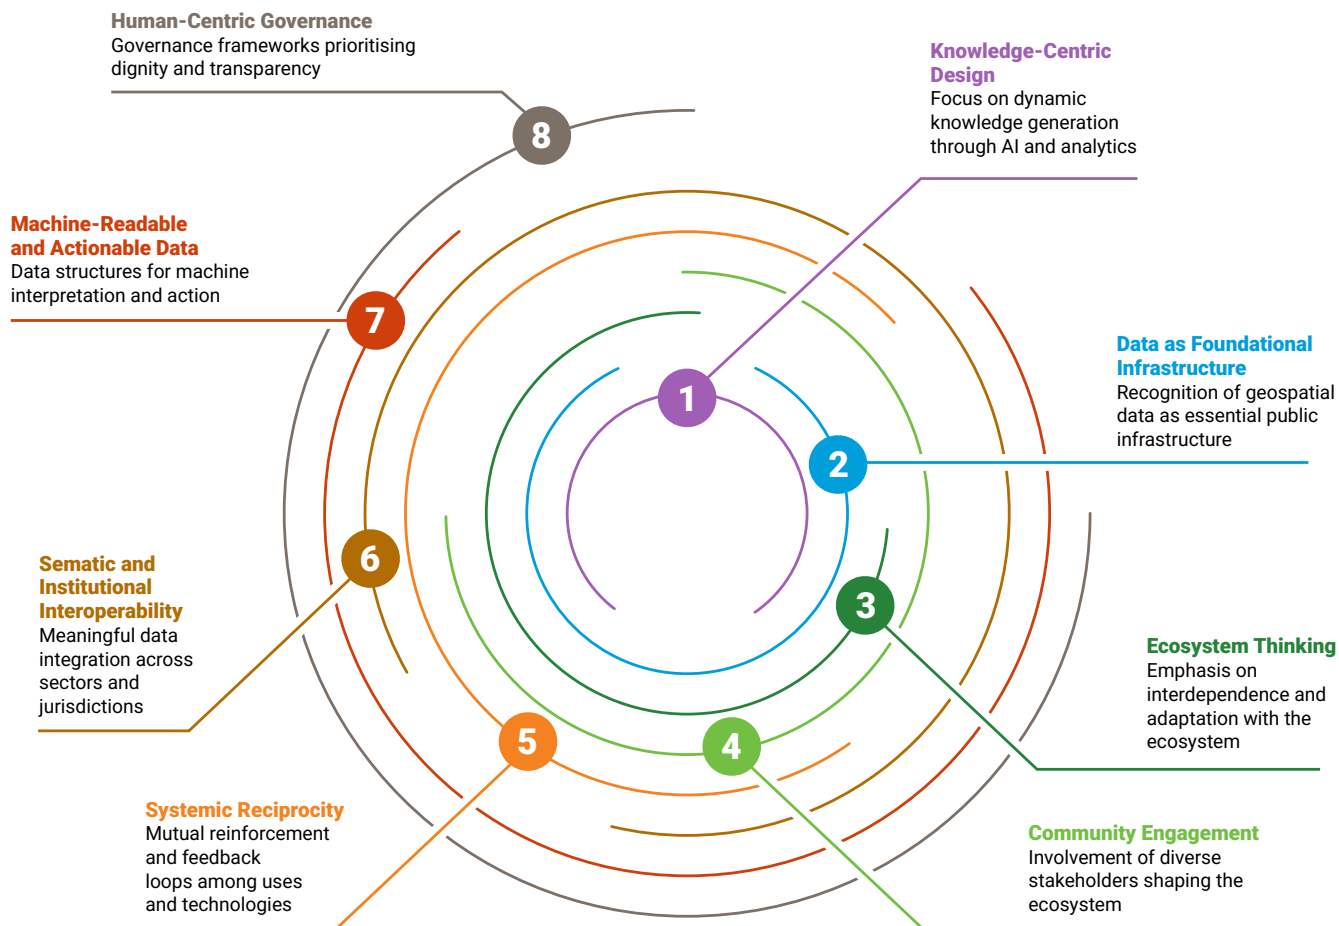 Human-Centric Governance
Governance frameworks prioritising
dignity and transparency
8
Knowledge-Centric
Design
Focus on dynamic
knowledge generation
through AI and analytics
1
Data as Foundational
Infrastructure
Recognition of geospatial
data as essential public
infrastructure
2
Ecosystem Thinking
Emphasis on
interdependence and
adaptation with the
ecosystem
3
Community Engagement
Involvement of diverse
stakeholders shaping the
ecosystem
4
Systemic Reciprocity
Mutual reinforcement
and feedback
loops among uses
and technologies
5
Sematic and
Institutional
Interoperability
Meaningful data
integration across
sectors and
jurisdictions
6
Machine-Readable
and Actionable Data
Data structures for machine
interpretation and action
7